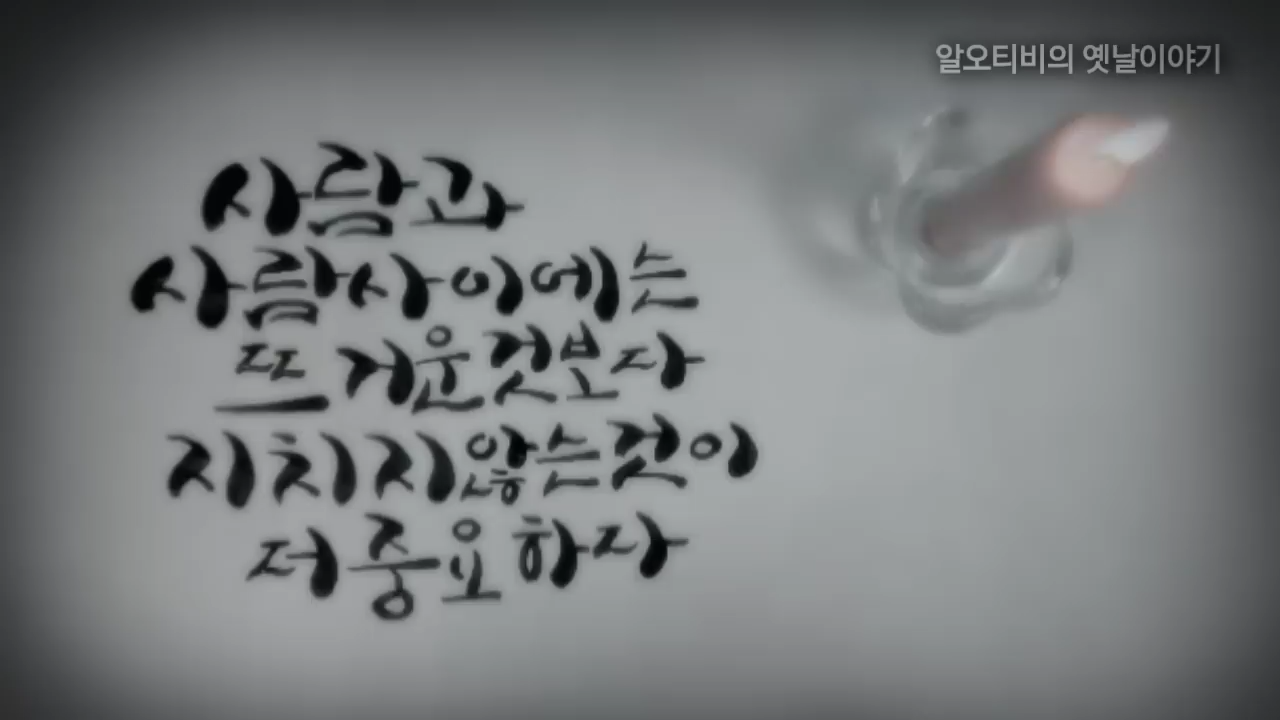 알오티비의 옛날이야기
사람과
사람 사이에는
뜨거운 것보다
지치지 않는 것이
더 중요하다